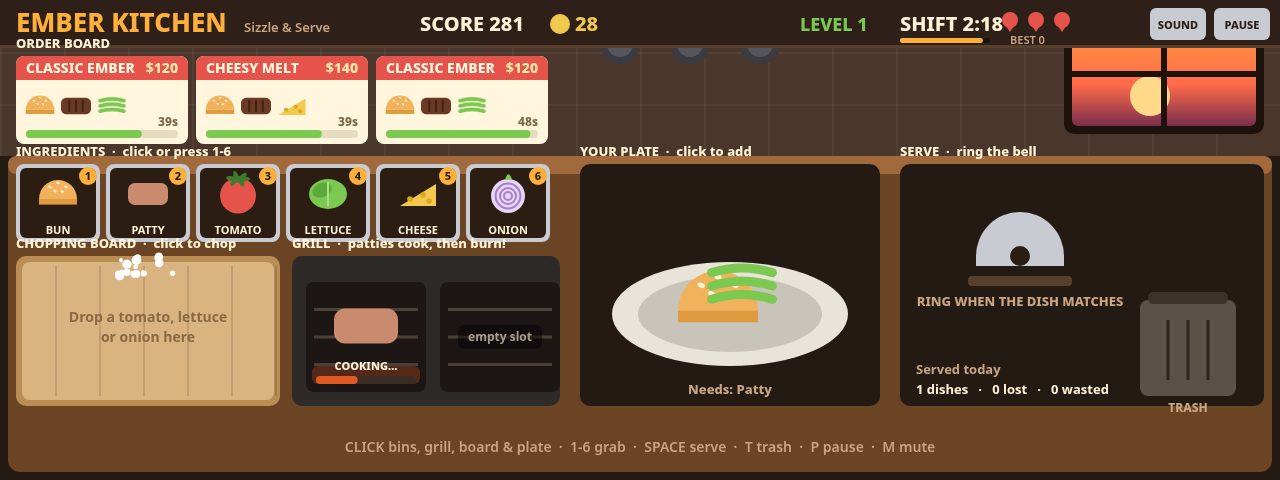 EMBER KITCHEN Sizzle & Serve SCORE 281 28 LEVEL 1 SHIFT 2:18 BEST 0 SOUND PAUSE
ORDER BOARD
CLASSIC EMBER $120
39s
CHEESY MELT $140
39s
CLASSIC EMBER $120
48s
INGREDIENTS · click or press 1-6
1 BUN
2 PATTY
3 TOMATO
4 LETTUCE
5 CHEESE
6 ONION
CHOPPING BOARD · click to chop
Drop a tomato, lettuce
or onion here
GRILL · patties cook, then burn!
COOKING...
empty slot
YOUR PLATE · click to add
Needs: Patty
SERVE · ring the bell
RING WHEN THE DISH MATCHES
Served today
1 dishes · 0 lost · 0 wasted
TRASH
CLICK bins, grill, board & plate · 1-6 grab · SPACE serve · T trash · P pause · M mute